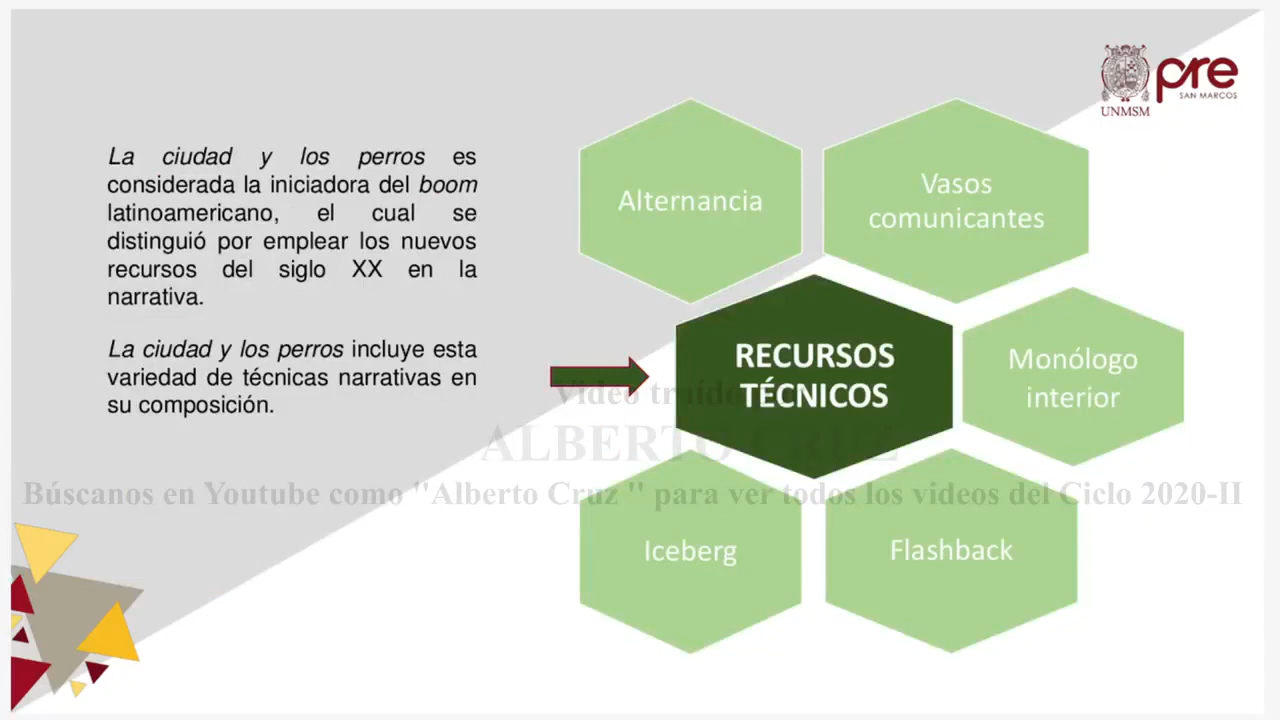 pre
SAN MARCOS
UNMSM
La ciudad y los perros es
considerada la iniciadora del boom
latinoamericano, el cual se
distinguió por emplear los nuevos
recursos del siglo XX en la
narrativa.
La ciudad y los perros incluye esta
variedad de técnicas narrativas en
su composición.
Alternancia
Vasos
comunicantes
RECURSOS
TÉCNICOS
Monólogo
interior
Iceberg
Flashback
Video traído
ALBERTO CRUZ
Búscanos en Youtube como "Alberto Cruz " para ver todos los videos del Ciclo 2020-II